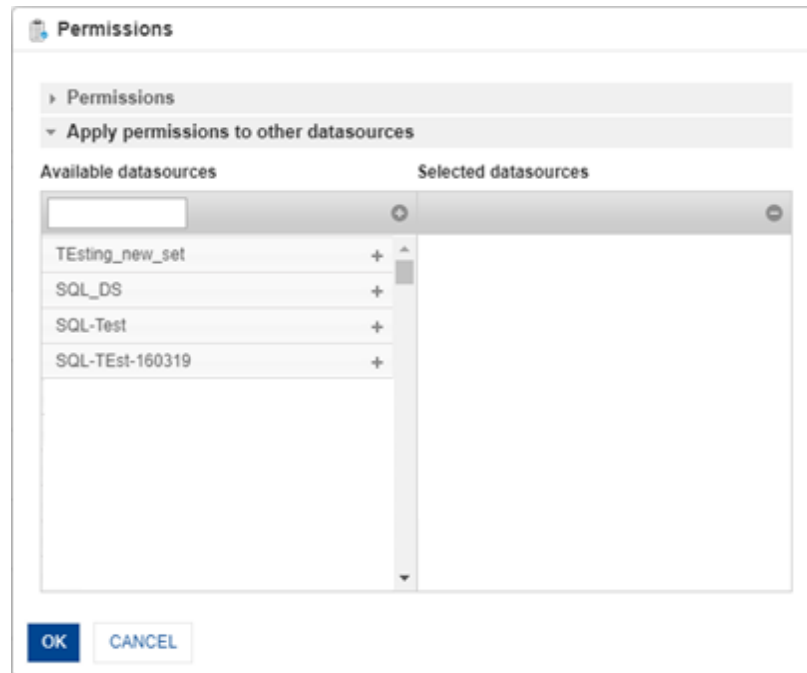 Permissions
Permissions
Apply permissions to other datasources
Available datasources Selected datasources
TEsting_new_set
SQL_DS
SQL-Test
SQL-TEst-160319
OK CANCEL